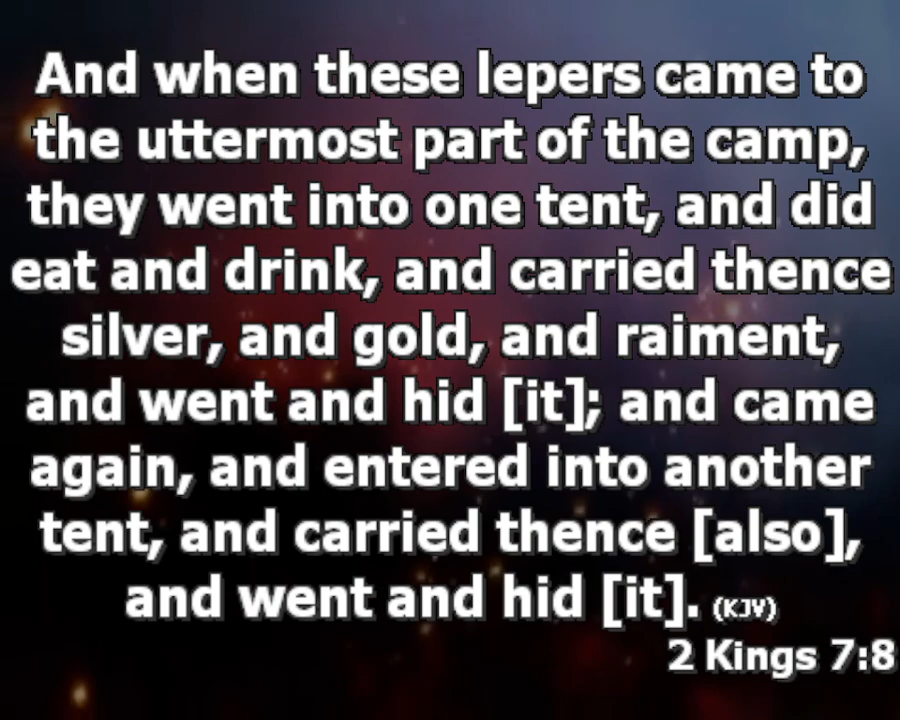 And when these lepers came to
the uttermost part of the camp,
they went into one tent, and did
eat and drink, and carried thence
silver, and gold, and raiment,
and went and hid [it]; and came
again, and entered into another
tent, and carried thence [also],
and went and hid [it]. (KJV)
2 Kings 7:8